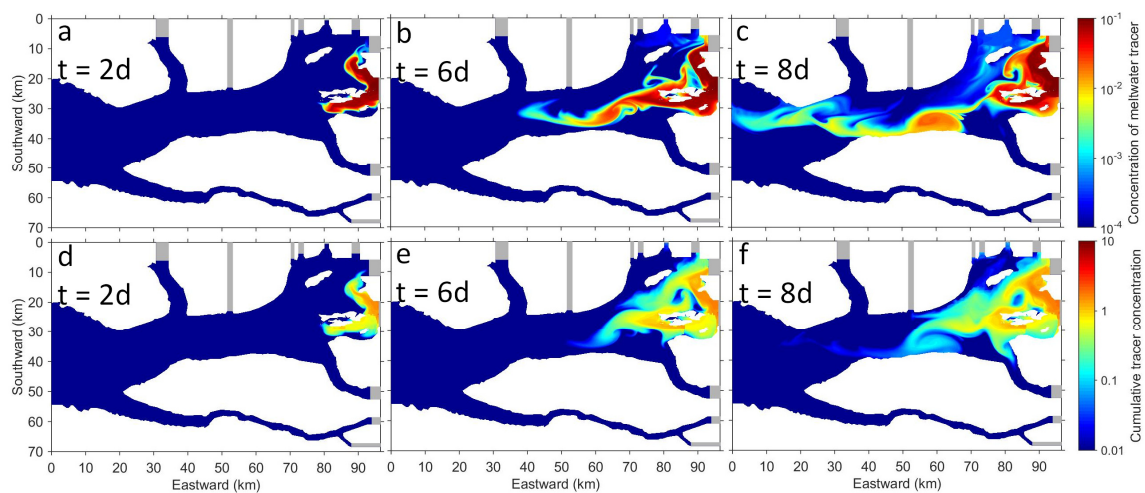 a
t = 2d
b
t = 6d
c
t = 8d
0
10
20
30
40
50
60
70
Southward (km)
10⁻¹
10⁻²
10⁻³
10⁻⁴
Concentration of meltwater tracer
d
t = 2d
e
t = 6d
f
t = 8d
0
10
20
30
40
50
60
70
Southward (km)
0 10 20 30 40 50 60 70 80 90
Eastward (km)
0 10 20 30 40 50 60 70 80 90
Eastward (km)
0 10 20 30 40 50 60 70 80 90
Eastward (km)
10
1
0.1
0.01
Cumulative tracer concentration